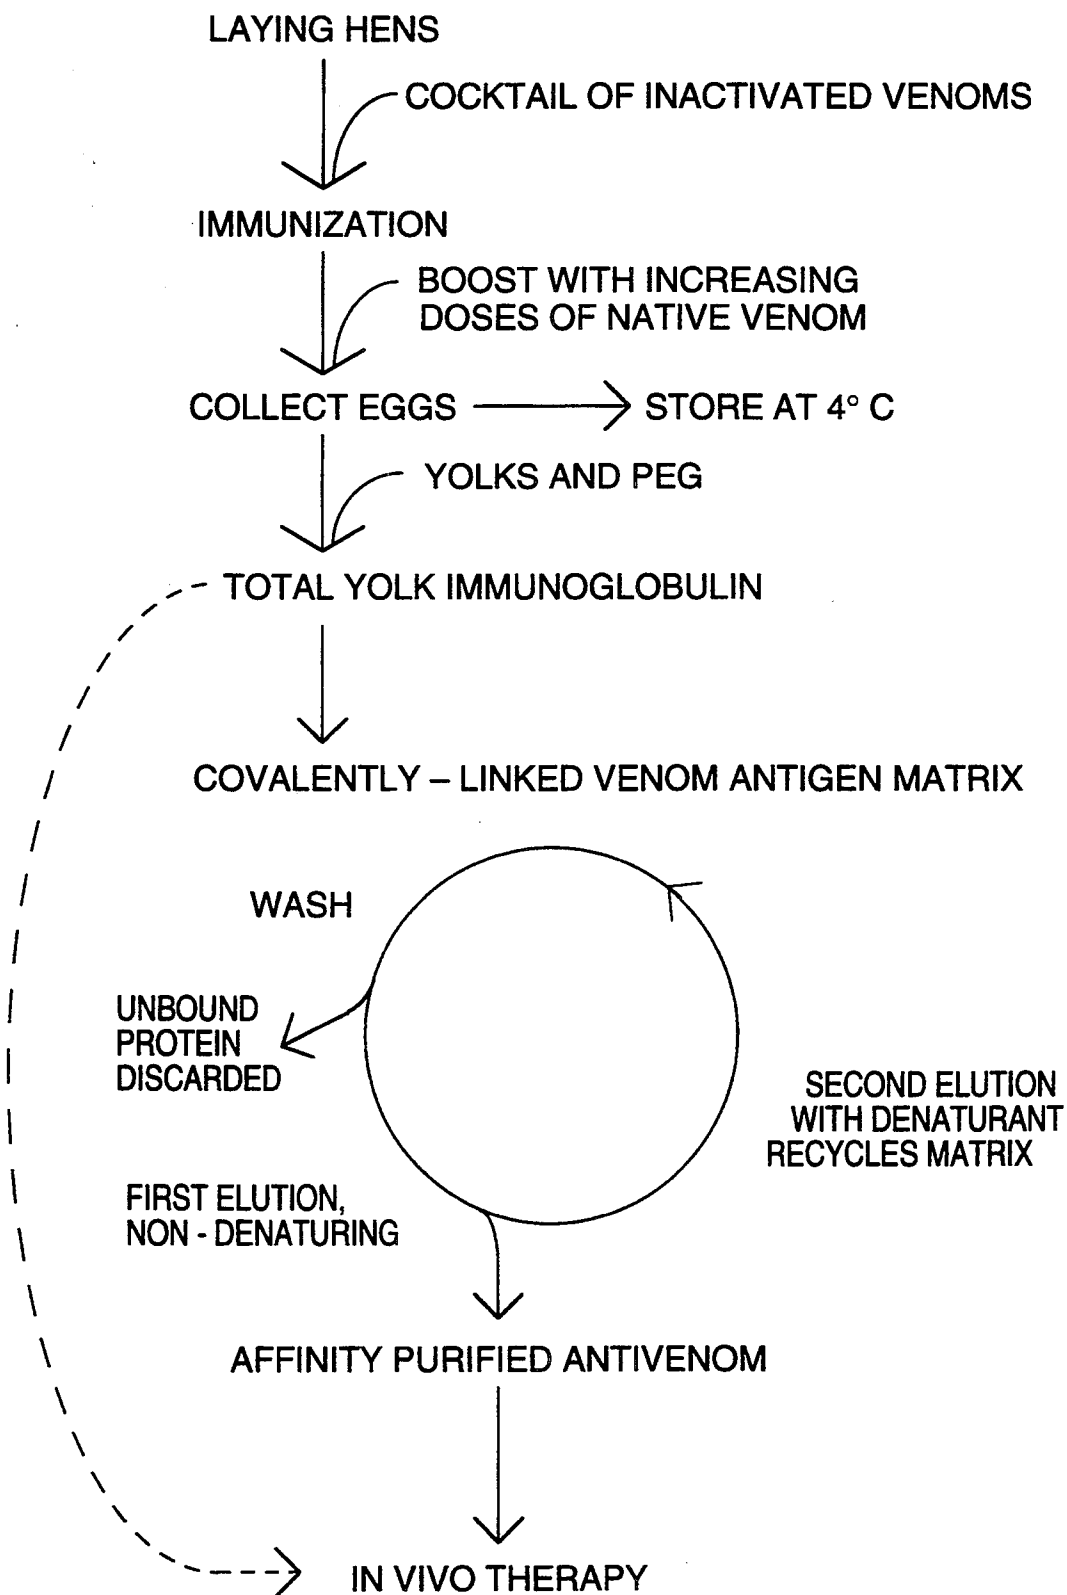 LAYING HENS
COCKTAIL OF INACTIVATED VENOMS
IMMUNIZATION
BOOST WITH INCREASING
DOSES OF NATIVE VENOM
COLLECT EGGS
STORE AT 4° C
YOLKS AND PEG
TOTAL YOLK IMMUNOGLOBULIN
COVALENTLY – LINKED VENOM ANTIGEN MATRIX
WASH
UNBOUND
PROTEIN
DISCARDED
SECOND ELUTION
WITH DENATURANT
RECYCLES MATRIX
FIRST ELUTION,
NON - DENATURING
AFFINITY PURIFIED ANTIVENOM
IN VIVO THERAPY